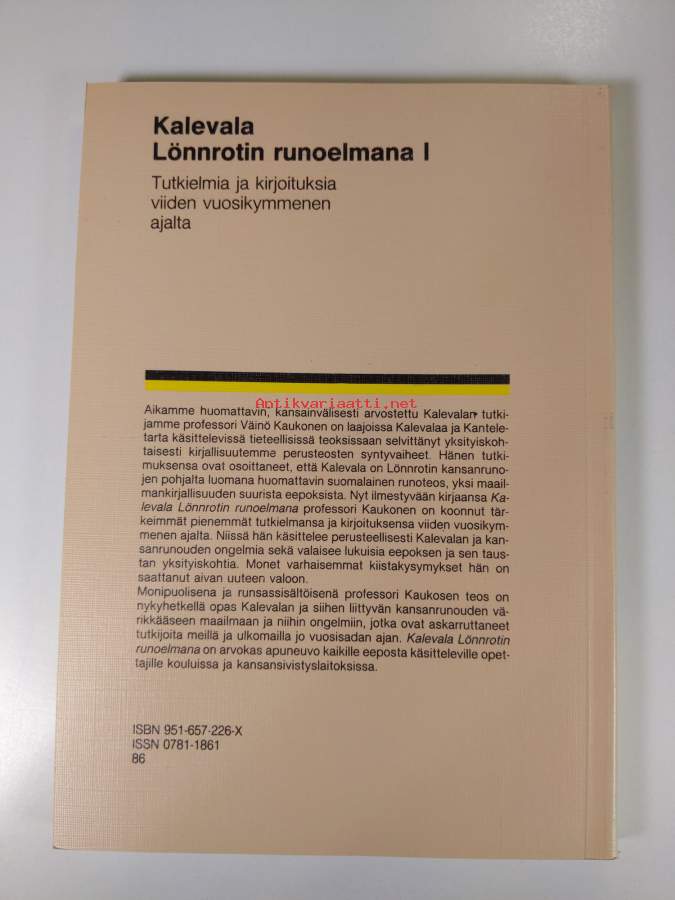 Kalevala
Lönnrotin runoelmana I
Tutkielmia ja kirjoituksia
viiden vuosikymmenen
ajalta
Antikvariaatti.net
Aikamme huomattavin, kansainvälisesti arvostettu Kalevalan tutki-
jamme professori Väinö Kaukonen on laajoissa Kalevalaa ja Kantele-
tarta käsittelevissä tieteellisissä teoksissaan selvittänyt yksityiskoh-
taisesti kirjallisuutemme perusteosten syntyvaiheet. Hänen tutki-
muksensa ovat osoittaneet, että Kalevala on Lönnrotin kansanruno-
jen pohjalta luomana huomattavin suomalainen runoteos, yksi maail-
mankirjallisuuden suurista eepoksista. Nyt ilmestyvään kirjaansa Ka-
levala Lönnrotin runoelmana professori Kaukonen on koonnut tär-
keimmät pienemmät tutkielmansa ja kirjoituksensa viiden vuosikym-
menen ajalta. Niissä hän käsittelee perusteellisesti Kalevalan ja kan-
sanrunouden ongelmia sekä valaisee lukuisia eepoksen ja sen taus-
tan yksityiskohtia. Monet varhaisemmat kiistakysymykset hän on
saattanut aivan uuteen valoon.
Monipuolisena ja runsassisältöisenä professori Kaukosen teos on
nykyhetkellä opas Kalevalan ja siihen liittyvän kansanrunouden vä-
rikkääseen maailmaan ja niihin ongelmiin, jotka ovat askarruttaneet
tutkijoita meillä ja ulkomailla jo vuosisadan ajan. Kalevala Lönnrotin
runoelmana on arvokas apuneuvo kaikille eeposta käsitteleville opet-
tajille kouluissa ja kansansivistyslaitoksissa.
ISBN 951-657-226-X
ISSN 0781-1861
86